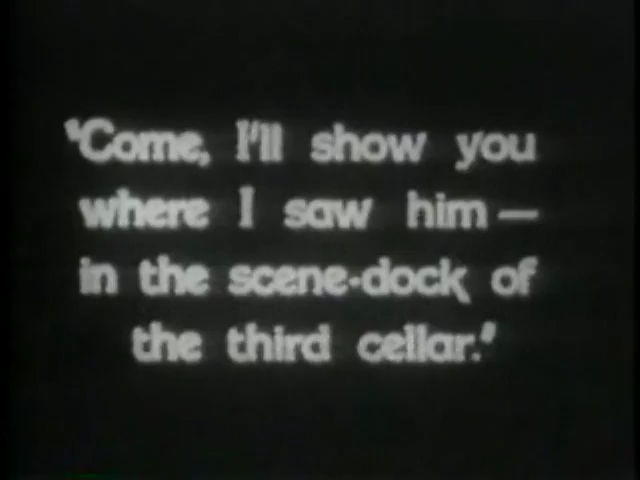 "Come, I'll show you
where I saw him —
in the scene-dock of
the third cellar."